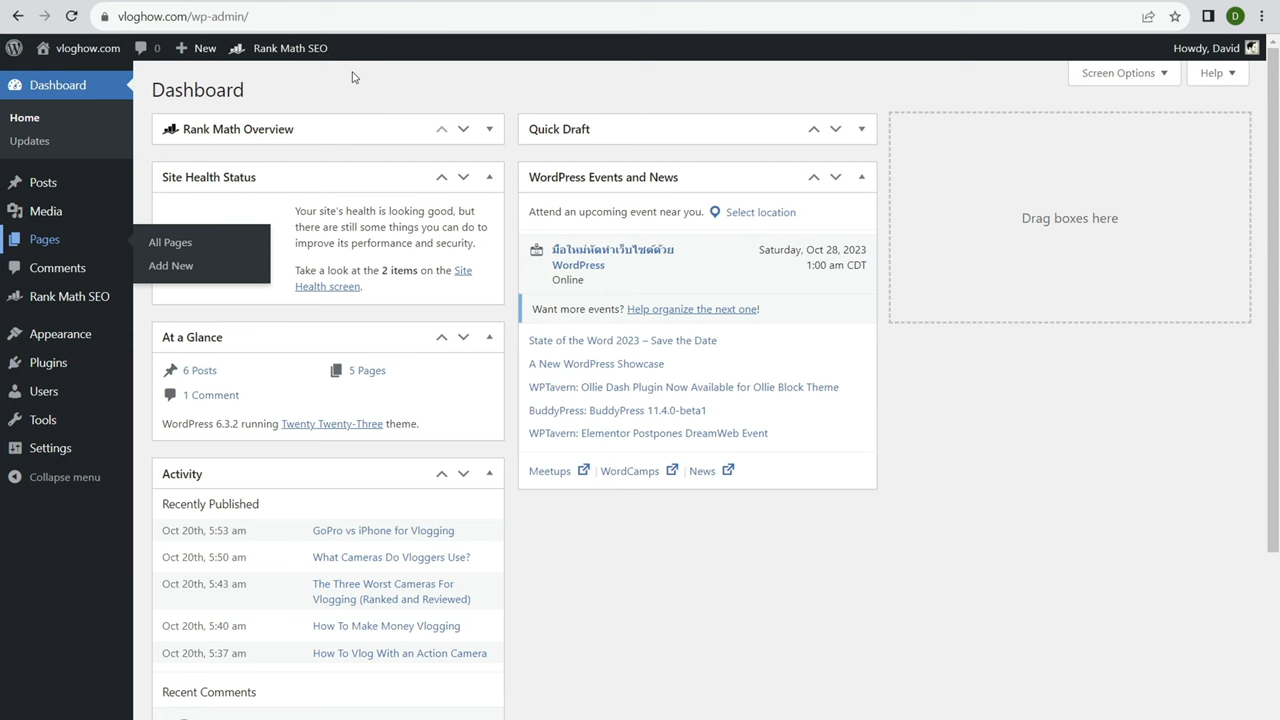 vloghow.com/wp-admin/
D
vloghow.com
0
New
Rank Math SEO
Howdy, David
Dashboard
Home
Updates
Posts
Media
Pages
All Pages
Add New
Comments
Rank Math SEO
Appearance
Plugins
Users
Tools
Settings
Collapse menu
Dashboard
Screen Options
Help
Rank Math Overview
Site Health Status
Your site's health is looking good, but
there are still some things you can do to
improve its performance and security.
Take a look at the 2 items on the Site
Health screen.
At a Glance
6 Posts
5 Pages
1 Comment
WordPress 6.3.2 running Twenty Twenty-Three theme.
Activity
Recently Published
Oct 20th, 5:53 am GoPro vs iPhone for Vlogging
Oct 20th, 5:50 am What Cameras Do Vloggers Use?
Oct 20th, 5:43 am The Three Worst Cameras For
Vlogging (Ranked and Reviewed)
Oct 20th, 5:40 am How To Make Money Vlogging
Oct 20th, 5:37 am How To Vlog With an Action Camera
Recent Comments
Quick Draft
WordPress Events and News
Attend an upcoming event near you. Select location
มือใหม่หัดทำเว็บไซต์ด้วย
WordPress
Online
Saturday, Oct 28, 2023
1:00 am CDT
Want more events? Help organize the next one!
State of the Word 2023 – Save the Date
A New WordPress Showcase
WPTavern: Ollie Dash Plugin Now Available for Ollie Block Theme
BuddyPress: BuddyPress 11.4.0-beta1
WPTavern: Elementor Postpones DreamWeb Event
Meetups | WordCamps | News
Drag boxes here